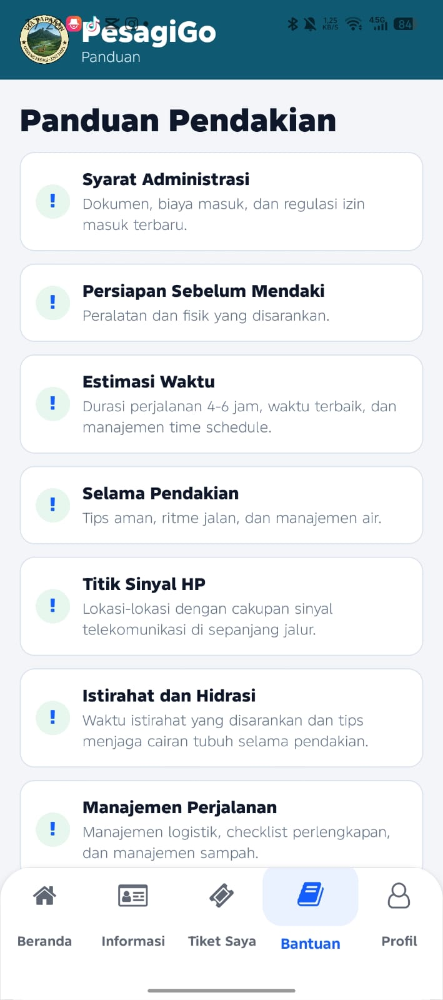 PesagiGo
Panduan
1,25
KB/S
4.5G
84
Panduan Pendakian
Syarat Administrasi
Dokumen, biaya masuk, dan regulasi izin
masuk terbaru.
Persiapan Sebelum Mendaki
Peralatan dan fisik yang disarankan.
Estimasi Waktu
Durasi perjalanan 4-6 jam, waktu terbaik, dan
manajemen time schedule.
Selama Pendakian
Tips aman, ritme jalan, dan manajemen air.
Titik Sinyal HP
Lokasi-lokasi dengan cakupan sinyal
telekomunikasi di sepanjang jalur.
Istirahat dan Hidrasi
Waktu istirahat yang disarankan dan tips
menjaga cairan tubuh selama pendakian.
Manajemen Perjalanan
Manajemen logistik, checklist perlengkapan,
dan manajemen sampah.
Beranda
Informasi
Tiket Saya
Bantuan
Profil